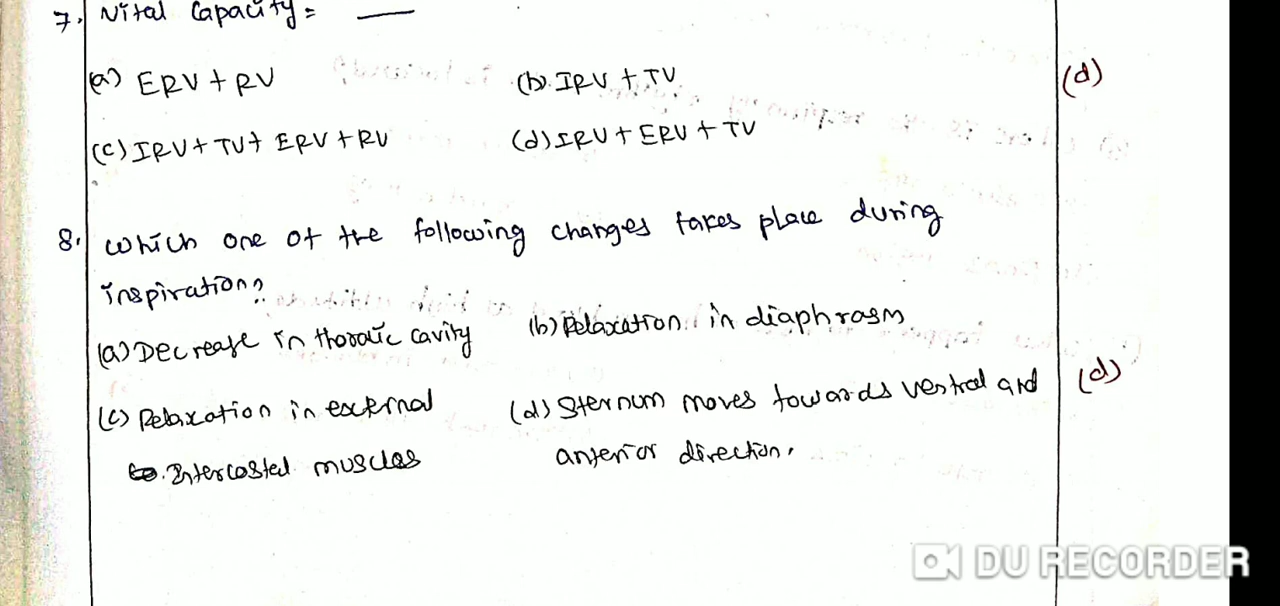 7. Vital Capacity = __
(a) ERV + RV (b) IRV + TV (d)
(c) IRV + TV + ERV + RV (d) IRV + ERV + TV
8. Which one of the following changes takes place during
inspiration?
(a) Decrease in thoracic cavity (b) Relaxation in diaphrasm
(c) Relaxation in external (d) Sternum moves towards ventral and (d)
Intercostal muscles anterior direction.
DU RECORDER